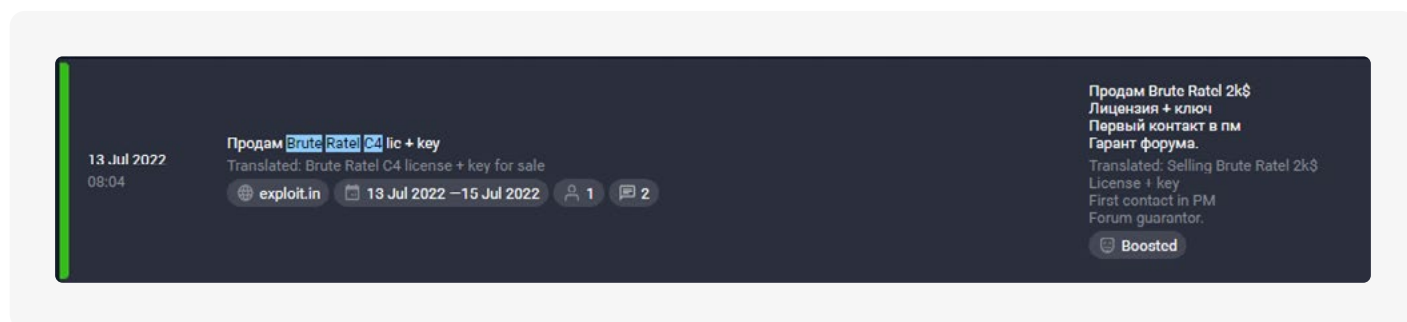 13 Jul 2022
08:04
Продам Brute Ratel C4 lic + key
Translated: Brute Ratel C4 license + key for sale
exploit.in
13 Jul 2022 —15 Jul 2022
1
2
Продам Brute Ratel 2k$
Лицензия + ключ
Первый контакт в пм
Гарант форума.
Translated: Selling Brute Ratel 2k$
License + key
First contact in PM
Forum guarantor.
Boosted